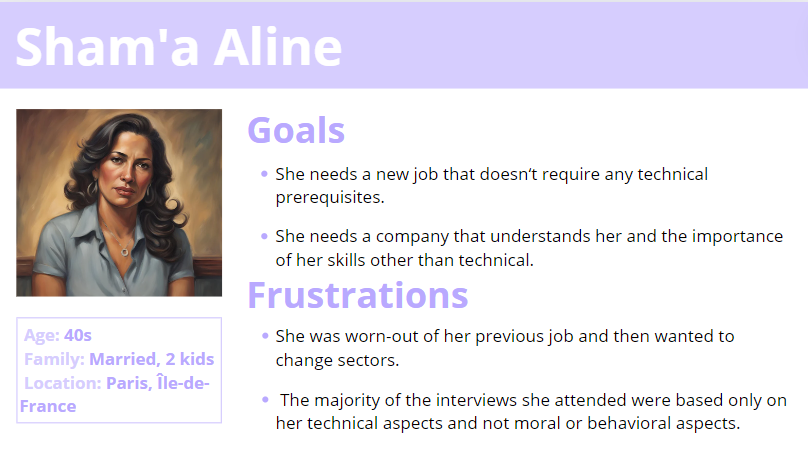 Sham'a Aline
Goals
She needs a new job that doesn't require any technical
prerequisites.
She needs a company that understands her and the importance
of her skills other than technical.
Frustrations
She was worn-out of her previous job and then wanted to
change sectors.
The majority of the interviews she attended were based only on
her technical aspects and not moral or behavioral aspects.
Age: 40s
Family: Married, 2 kids
Location: Paris, Île-de-
France